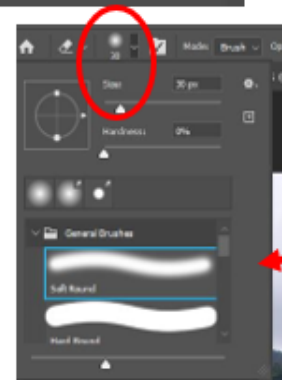 30 Mode: Brush
Size: 30 px
Hardness: 0%
General Brushes
Soft Round
Hard Round